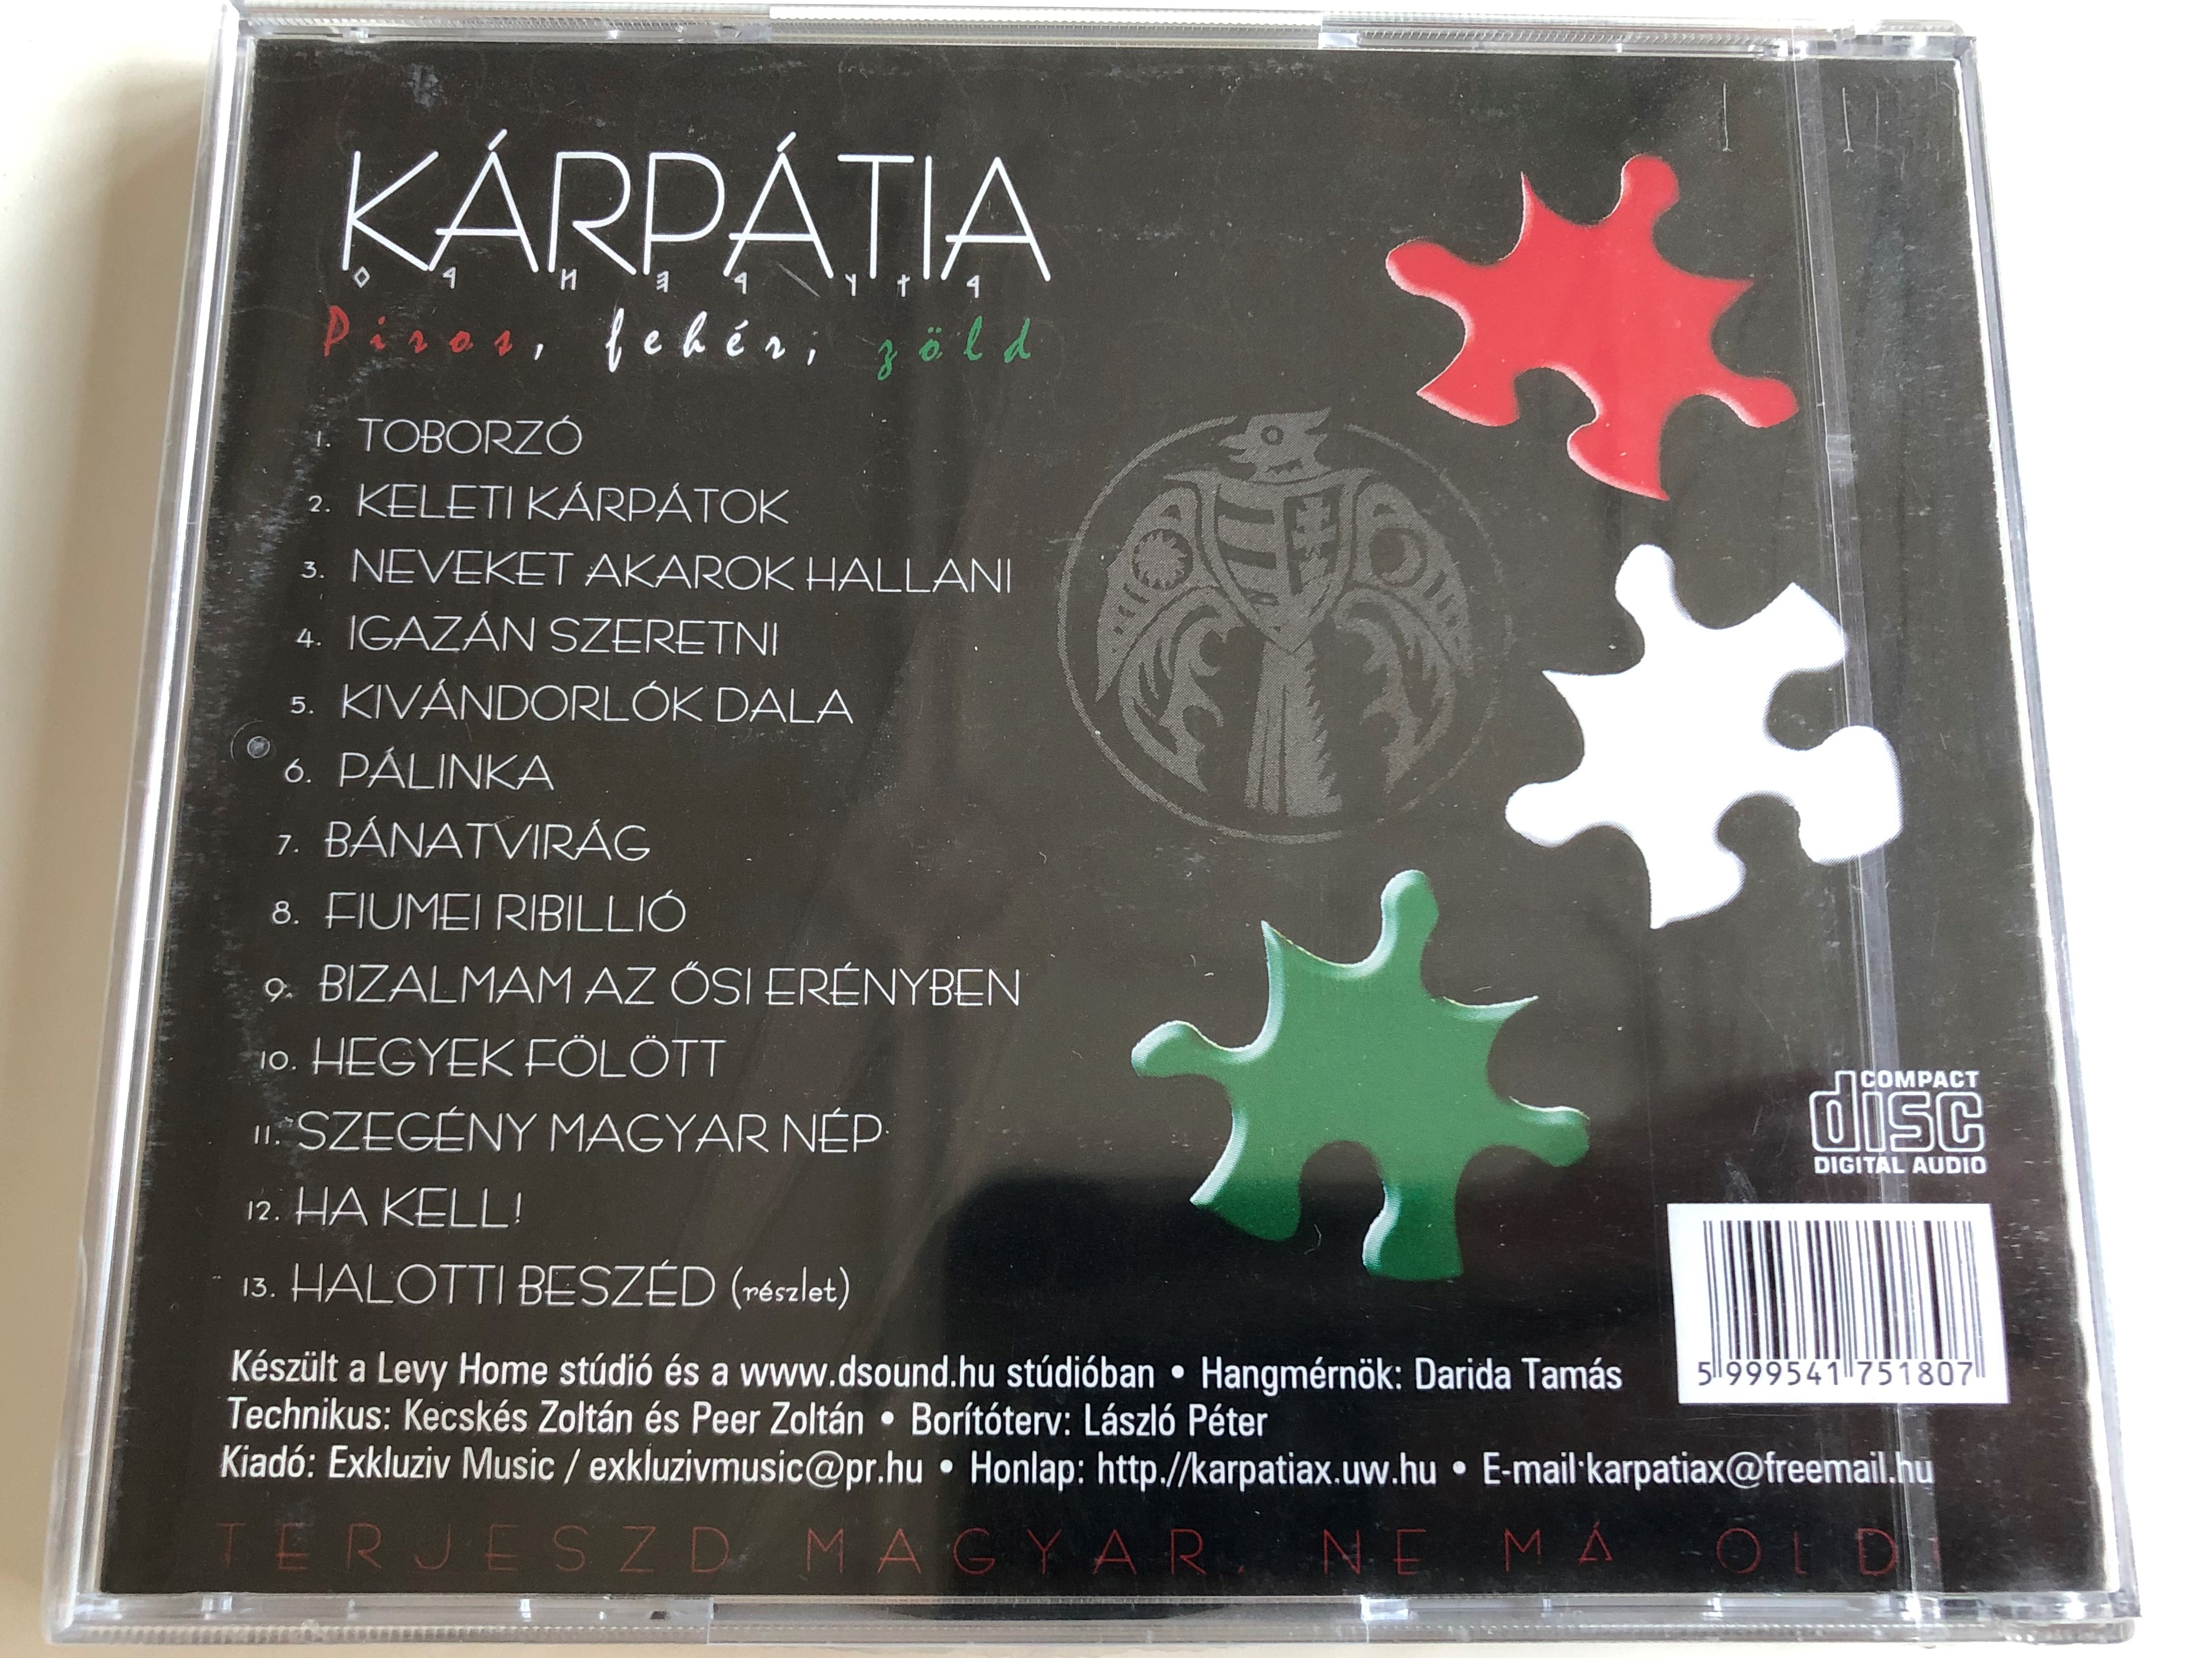 KÁRPÁTIA
Piros, fehér, zöld
1. TOBORZÓ
2. KELETI KÁRPÁTOK
3. NEVEKET AKAROK HALLANI
4. IGAZÁN SZERETNI
5. KIVÁNDORLÓK DALA
6. PÁLINKA
7. BÁNATVIRÁG
8. FIUMEI RIBILLIÓ
9. BIZALMAM AZ ŐSI ERÉNYBEN
10. HEGYEK FÖLÖTT
11. SZEGÉNY MAGYAR NÉP
12. HA KELL!
13. HALOTTI BESZÉD (részlet)
COMPACT
disc
DIGITAL AUDIO
5 999541 751807
Készült a Levy Home stúdió és a www.dsound.hu stúdióban • Hangmérnök: Darida Tamás
Technikus: Kecskés Zoltán és Peer Zoltán • Borítóterv: László Péter
Kiadó: Exkluziv Music / exkluzivmusic@pr.hu • Honlap: http.//karpatiax.uw.hu • E-mail·karpatiax@freemail.hu
TERJESZD MAGYAR, NE